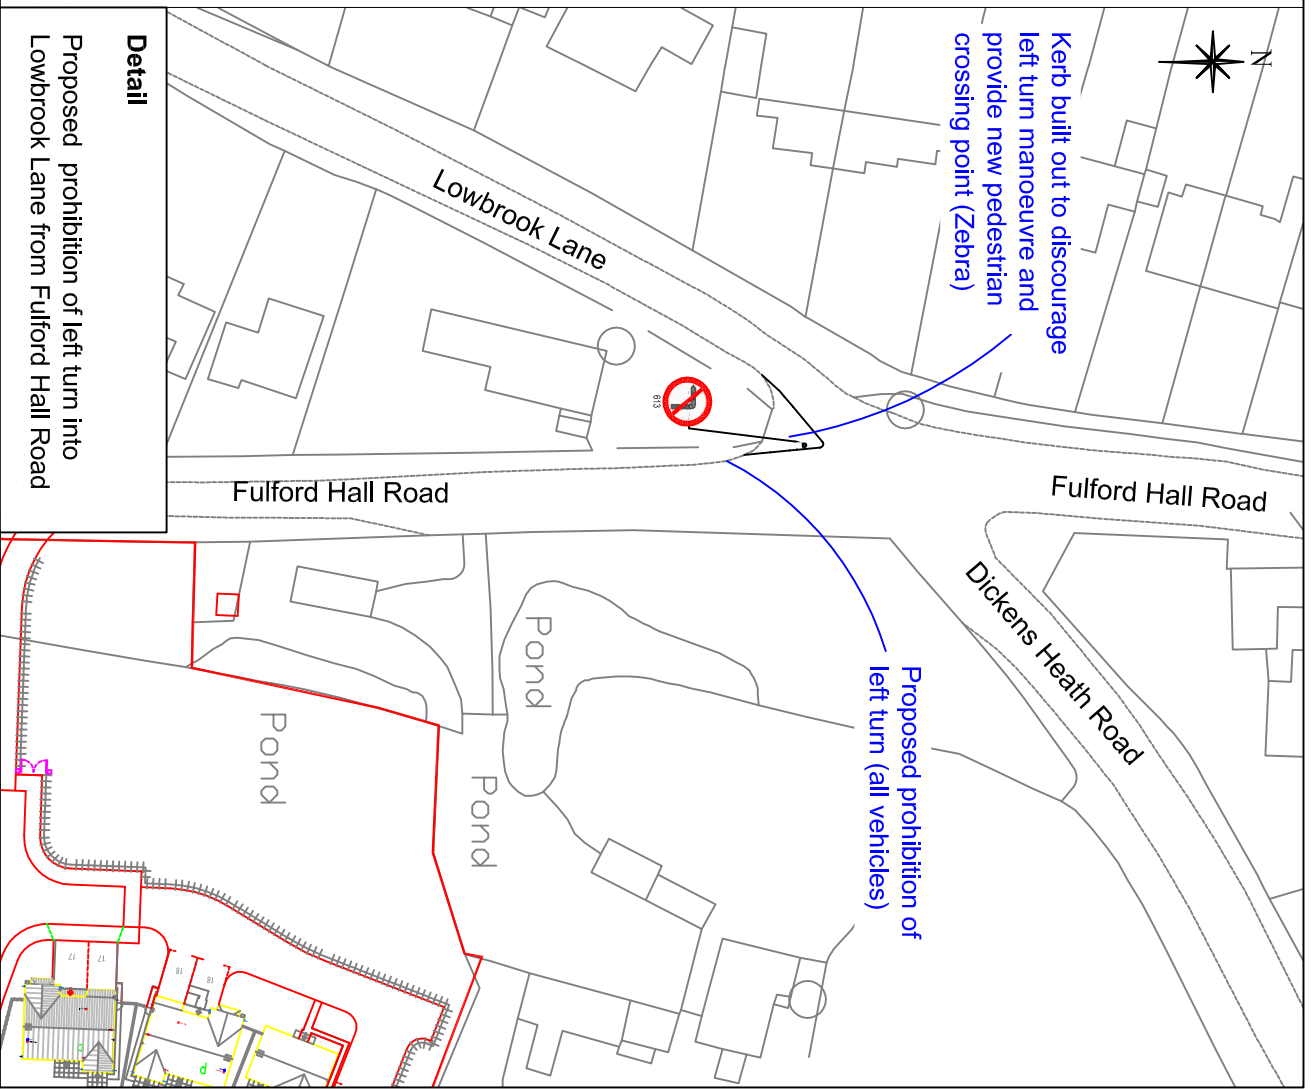 N
Kerb built out to discourage
left turn manoeuvre and
provide new pedestrian
crossing point (Zebra)
Lowbrook Lane
613
Fulford Hall Road
Fulford Hall Road
Dickens Heath Road
Proposed prohibition of
left turn (all vehicles)
Pond
Pond
Pond
Detail
Proposed prohibition of left turn into
Lowbrook Lane from Fulford Hall Road
17
17
18
18
P